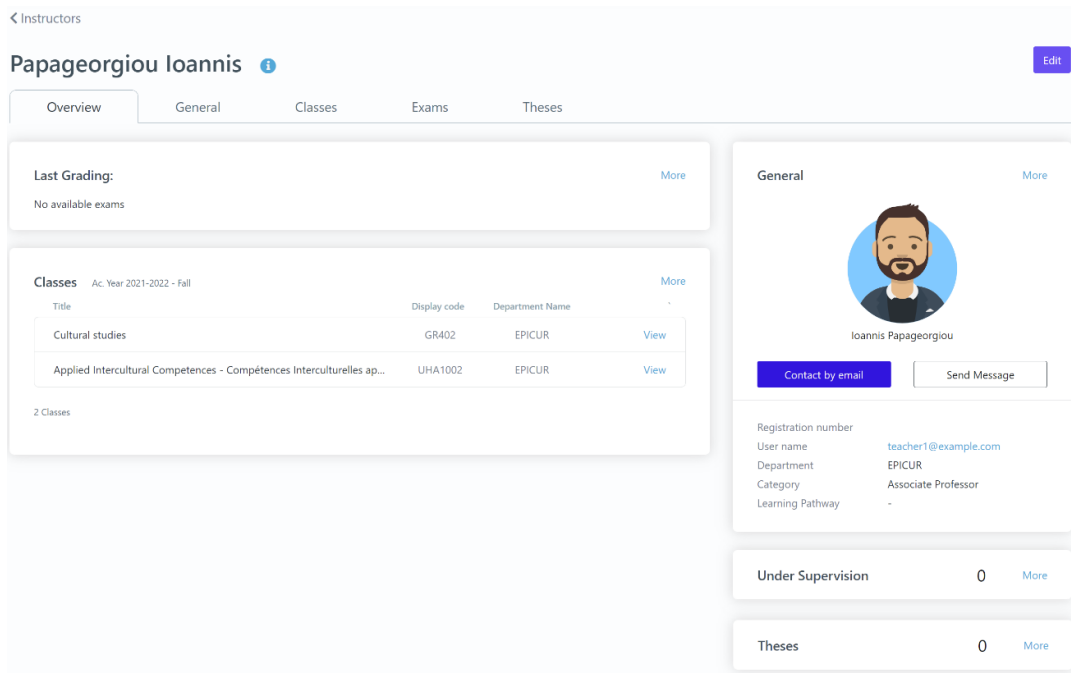 Instructors
Papageorgiou Ioannis
Edit
Overview General Classes Exams Theses
Last Grading: More
No available exams
Classes Ac. Year 2021-2022 - Fall More
Title Display code Department Name
Cultural studies GR402 EPICUR View
Applied Intercultural Competences - Compétences Interculturelles ap... UHA1002 EPICUR View
2 Classes
General More
Ioannis Papageorgiou
Contact by email Send Message
Registration number
User name teacher1@example.com
Department EPICUR
Category Associate Professor
Learning Pathway -
Under Supervision 0 More
Theses 0 More